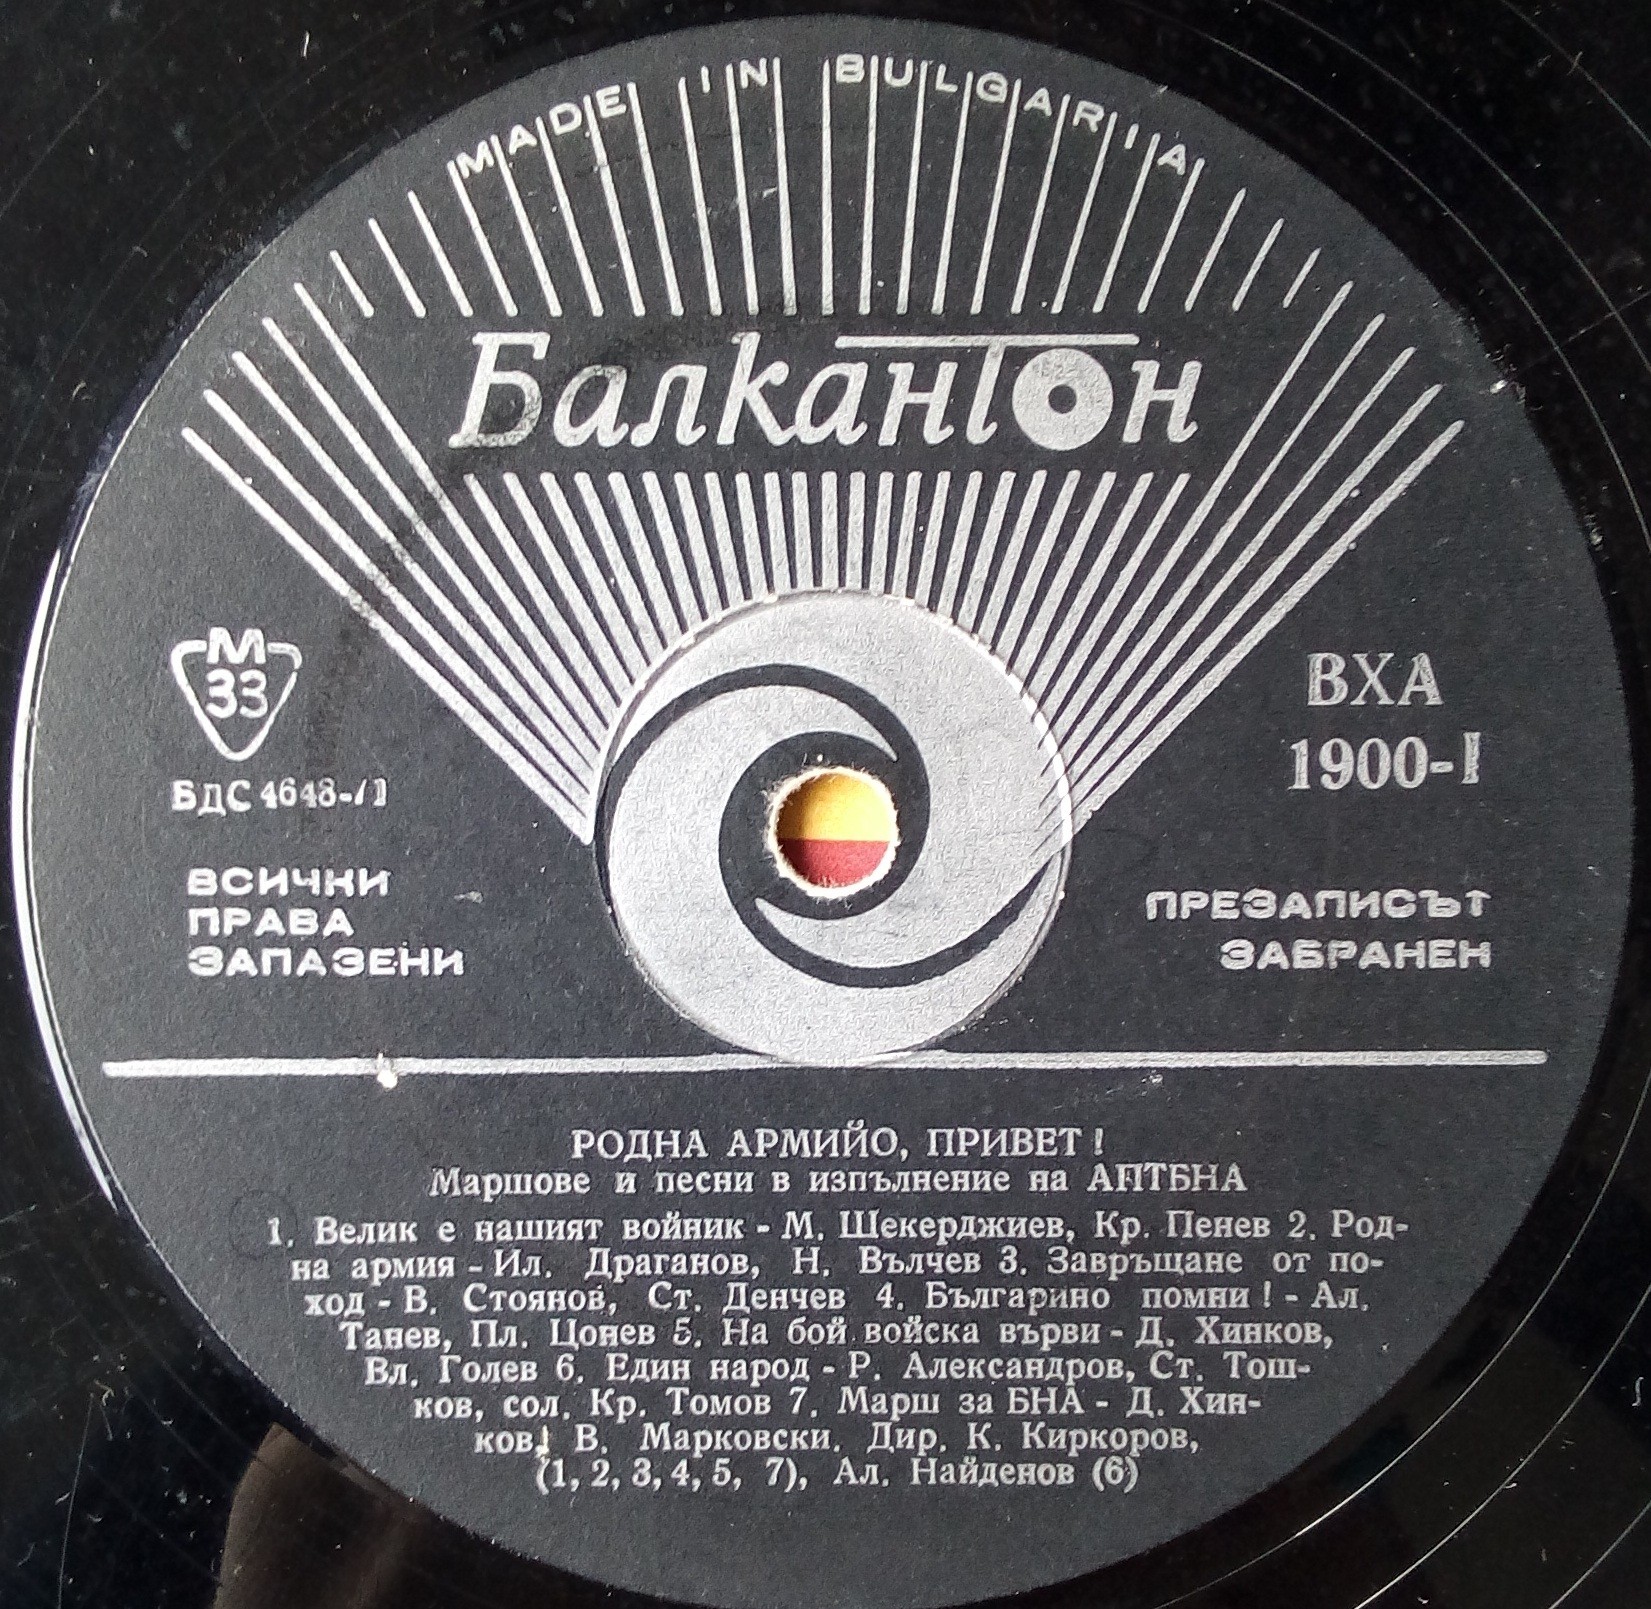 MADE IN BULGARIA
Балкантон
М
33
БДС 4648-71
ВХА
1900-I
ВСИЧКИ
ПРАВА
ЗАПАЗЕНИ
ПРЕЗАПИСЪТ
ЗАБРАНЕН
РОДНА АРМИЙО, ПРИВЕТ !
Маршове и песни в изпълнение на АПТБНА
1. Велик е нашият войник - М. Шекерджиев, Кр. Пенев 2. Род-
на армия - Ил. Драганов, Н. Вълчев 3. Завръщане от по-
ход - В. Стоянов, Ст. Денчев 4. Българино помни ! - Ал.
Танев, Пл. Цонев 5. На бой войска върви - Д. Хинков,
Вл. Голев 6. Един народ - Р. Александров, Ст. Тош-
ков, сол. Кр. Томов 7. Марш за БНА - Д. Хин-
ков, В. Марковски. Дир. К. Киркоров,
(1, 2, 3, 4, 5, 7), Ал. Найденов (6)